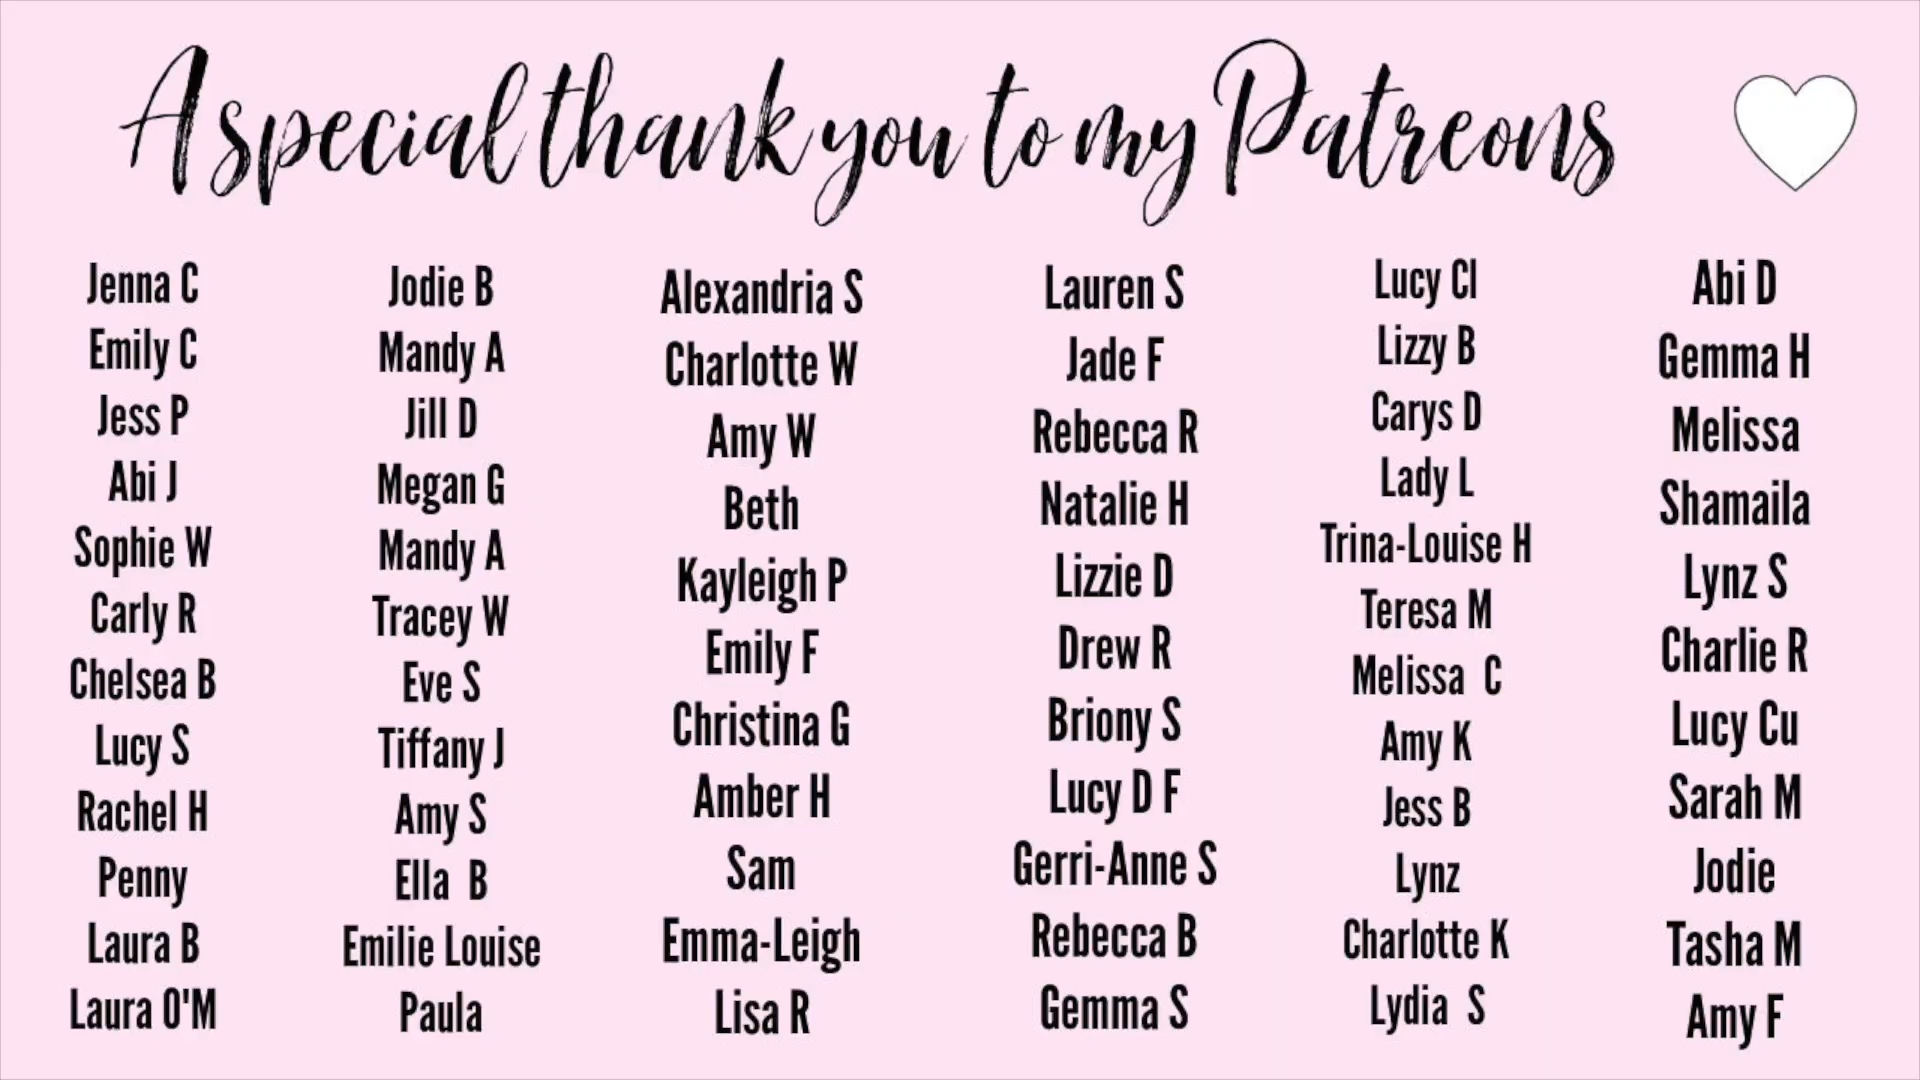 A special thank you to my Patreons
Jenna C
Emily C
Jess P
Abi J
Sophie W
Carly R
Chelsea B
Lucy S
Rachel H
Penny
Laura B
Laura O'M
Jodie B
Mandy A
Jill D
Megan G
Mandy A
Tracey W
Eve S
Tiffany J
Amy S
Ella B
Emilie Louise
Paula
Alexandria S
Charlotte W
Amy W
Beth
Kayleigh P
Emily F
Christina G
Amber H
Sam
Emma-Leigh
Lisa R
Lauren S
Jade F
Rebecca R
Natalie H
Lizzie D
Drew R
Briony S
Lucy D F
Gerri-Anne S
Rebecca B
Gemma S
Lucy Cl
Lizzy B
Carys D
Lady L
Trina-Louise H
Teresa M
Melissa C
Amy K
Jess B
Lynz
Charlotte K
Lydia S
Abi D
Gemma H
Melissa
Shamaila
Lynz S
Charlie R
Lucy Cu
Sarah M
Jodie
Tasha M
Amy F